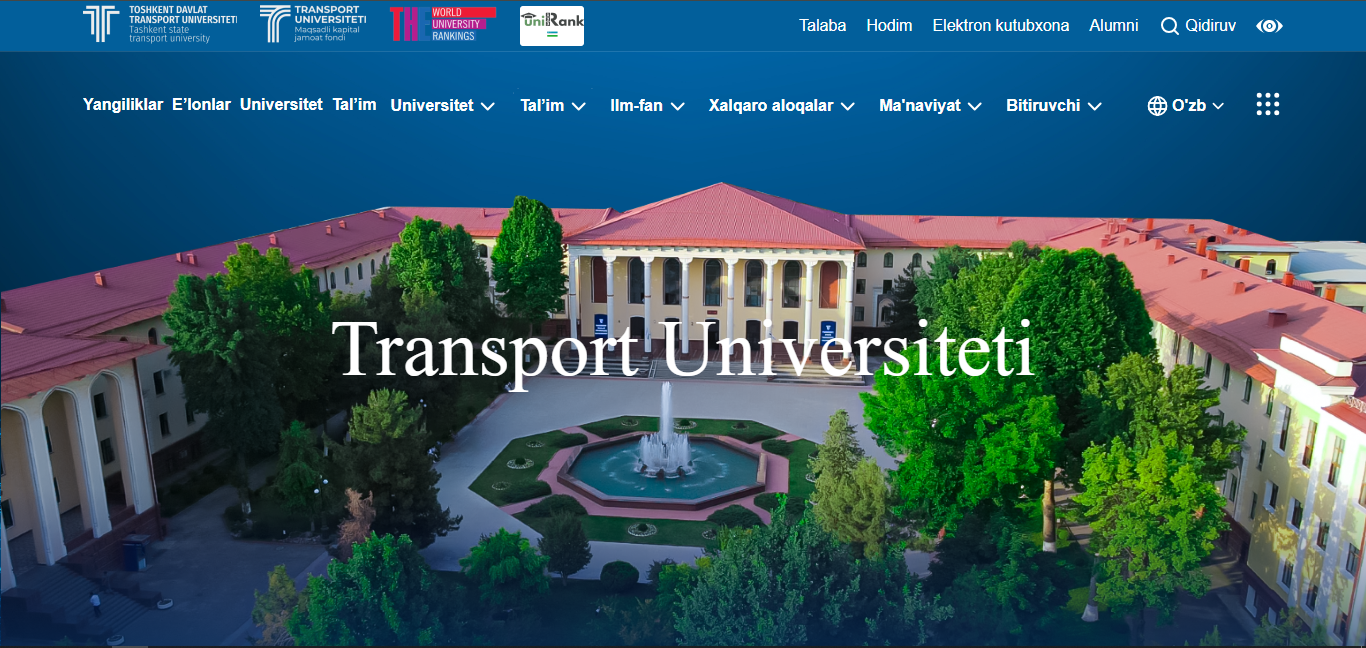 TOSHKENT DAVLAT
TRANSPORT UNIVERSITETI
Tashkent state
transport university
TRANSPORT
UNIVERSITETI
Maqsadli kapital
jamoat fondi
THE
WORLD
UNIVERSITY
RANKINGS
UniRank
Talaba Hodim Elektron kutubxona Alumni Qidiruv
Yangiliklar E’lonlar Universitet Tal’im Universitet Tal’im Ilm-fan Xalqaro aloqalar Ma'naviyat Bitiruvchi O'zb
Transport Universiteti